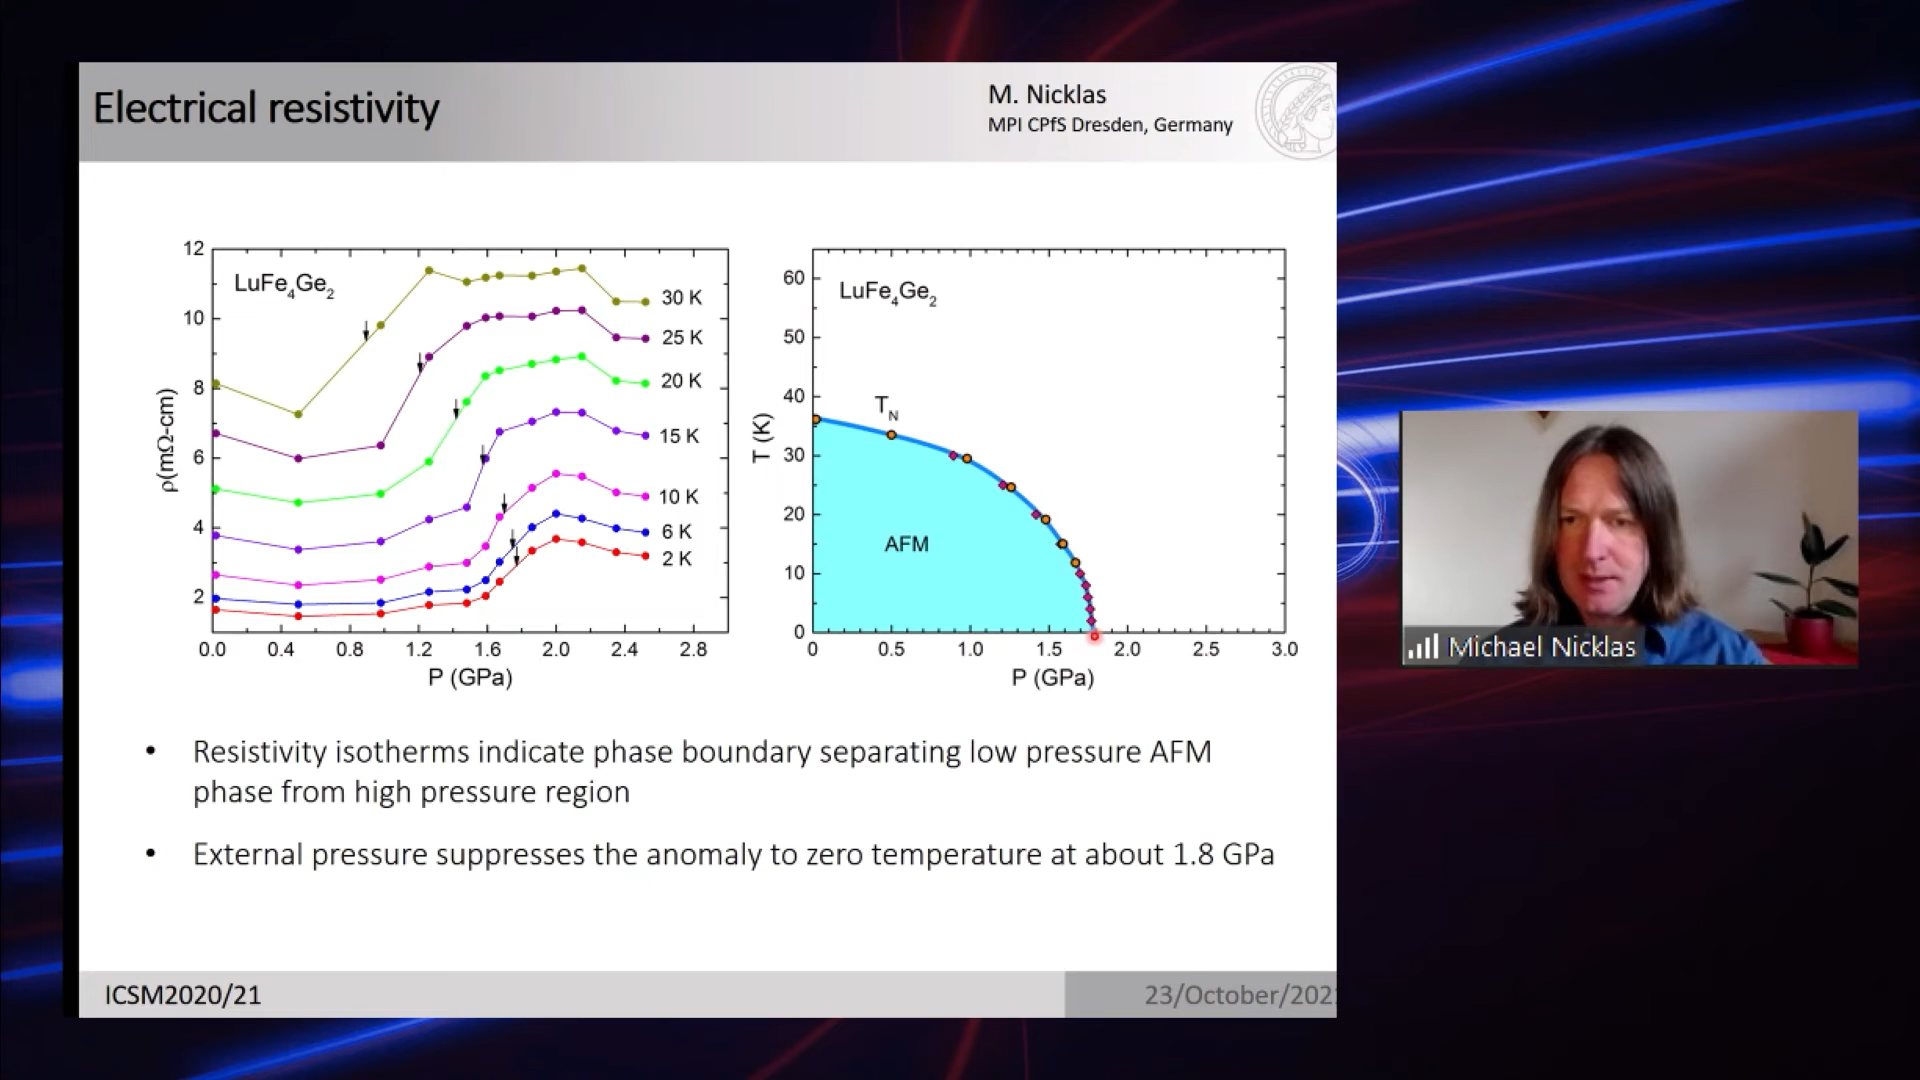 Electrical resistivity
M. Nicklas
MPI CPfS Dresden, Germany
12
10
8
6
4
2
ρ(mΩ-cm)
LuFe₄Ge₂
30 K
25 K
20 K
15 K
10 K
6 K
2 K
0.0 0.4 0.8 1.2 1.6 2.0 2.4 2.8
P (GPa)
60
50
40
30
20
10
0
T (K)
LuFe₄Ge₂
T_N
AFM
0 0.5 1.0 1.5 2.0 2.5 3.0
P (GPa)
• Resistivity isotherms indicate phase boundary separating low pressure AFM
phase from high pressure region
• External pressure suppresses the anomaly to zero temperature at about 1.8 GPa
ICSM2020/21
23/October/202
Michael Nicklas